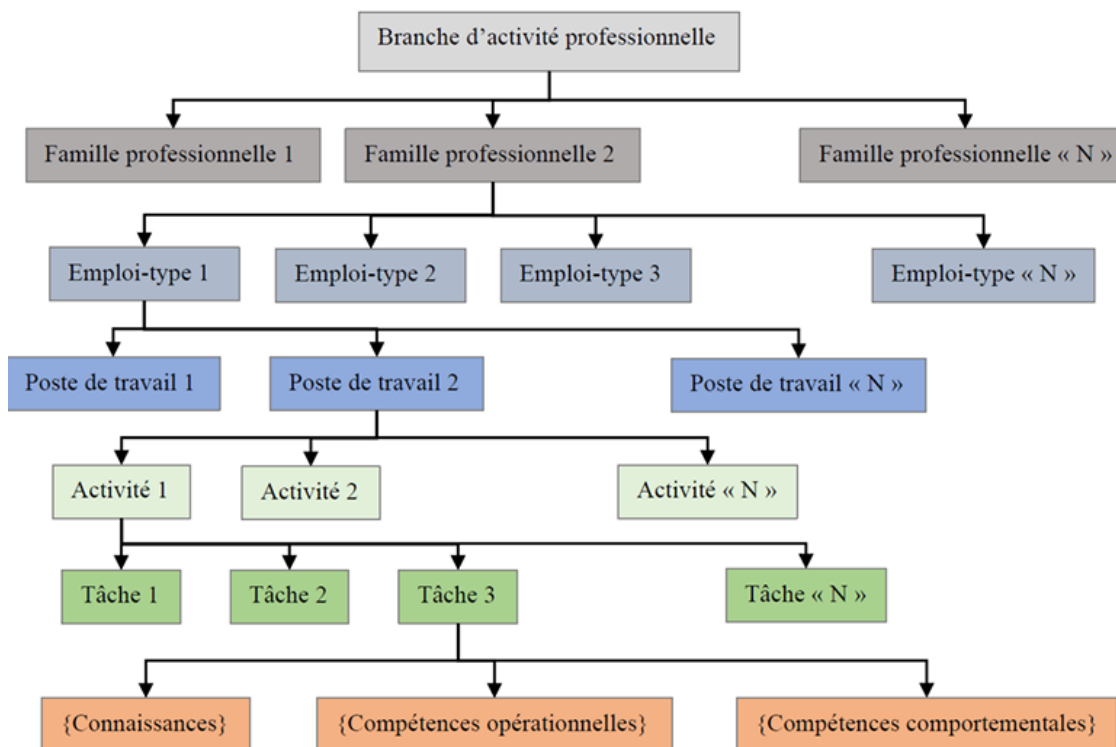 Branche d’activité professionnelle
Famille professionnelle 1
Famille professionnelle 2
Famille professionnelle « N »
Emploi-type 1
Emploi-type 2
Emploi-type 3
Emploi-type « N »
Poste de travail 1
Poste de travail 2
Poste de travail « N »
Activité 1
Activité 2
Activité « N »
Tâche 1
Tâche 2
Tâche 3
Tâche « N »
{Connaissances}
{Compétences opérationnelles}
{Compétences comportementales}